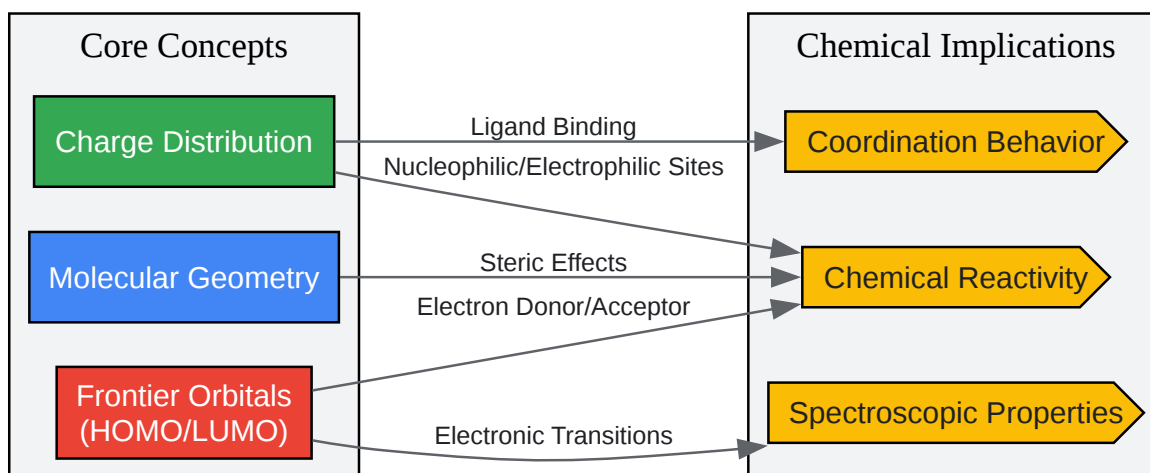 Core Concepts
Chemical Implications
Charge Distribution
Ligand Binding
Coordination Behavior
Nucleophilic/Electrophilic Sites
Molecular Geometry
Steric Effects
Chemical Reactivity
Electron Donor/Acceptor
Frontier Orbitals
(HOMO/LUMO)
Electronic Transitions
Spectroscopic Properties